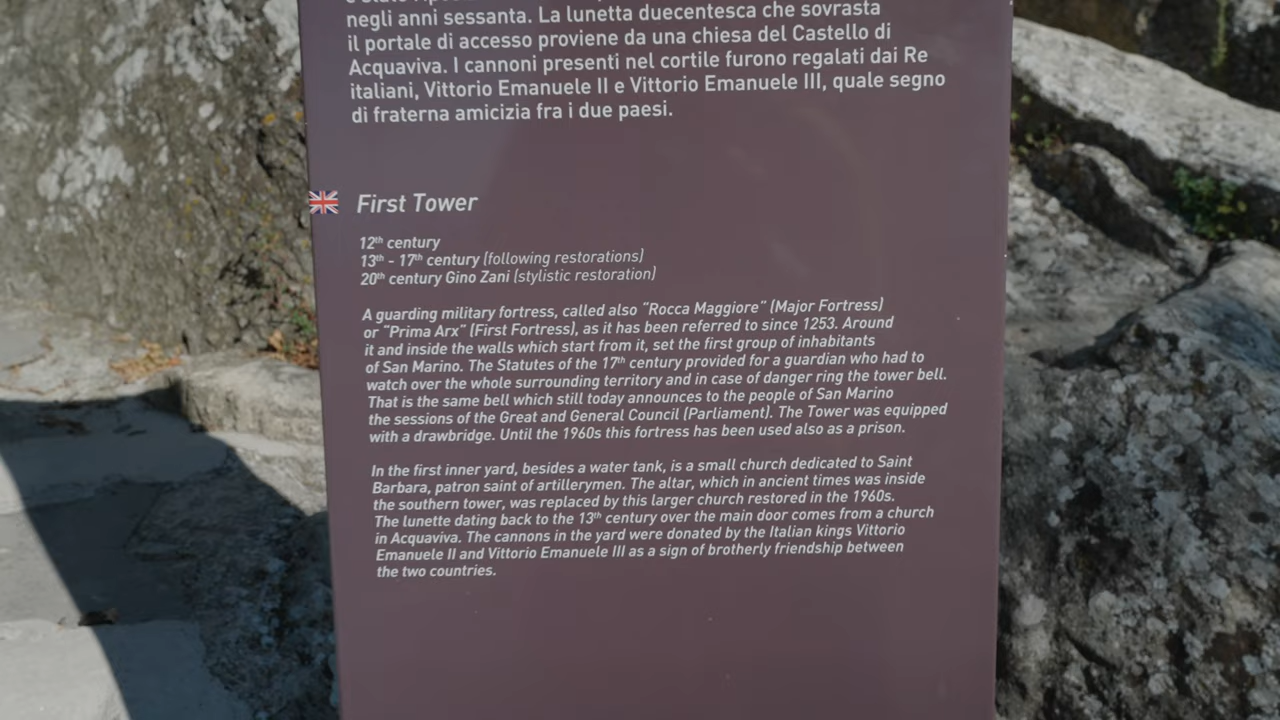 negli anni sessanta. La lunetta duecentesca che sovrasta
il portale di accesso proviene da una chiesa del Castello di
Acquaviva. I cannoni presenti nel cortile furono regalati dai Re
italiani, Vittorio Emanuele II e Vittorio Emanuele III, quale segno
di fraterna amicizia fra i due paesi.
First Tower
12th century
13th - 17th century (following restorations)
20th century Gino Zani (stylistic restoration)
A guarding military fortress, called also "Rocca Maggiore" (Major Fortress)
or "Prima Arx" (First Fortress), as it has been referred to since 1253. Around
it and inside the walls which start from it, set the first group of inhabitants
of San Marino. The Statutes of the 17th century provided for a guardian who had to
watch over the whole surrounding territory and in case of danger ring the tower bell.
That is the same bell which still today announces to the people of San Marino
the sessions of the Great and General Council (Parliament). The Tower was equipped
with a drawbridge. Until the 1960s this fortress has been used also as a prison.
In the first inner yard, besides a water tank, is a small church dedicated to Saint
Barbara, patron saint of artillerymen. The altar, which in ancient times was inside
the southern tower, was replaced by this larger church restored in the 1960s.
The lunette dating back to the 13th century over the main door comes from a church
in Acquaviva. The cannons in the yard were donated by the Italian kings Vittorio
Emanuele II and Vittorio Emanuele III as a sign of brotherly friendship between
the two countries.